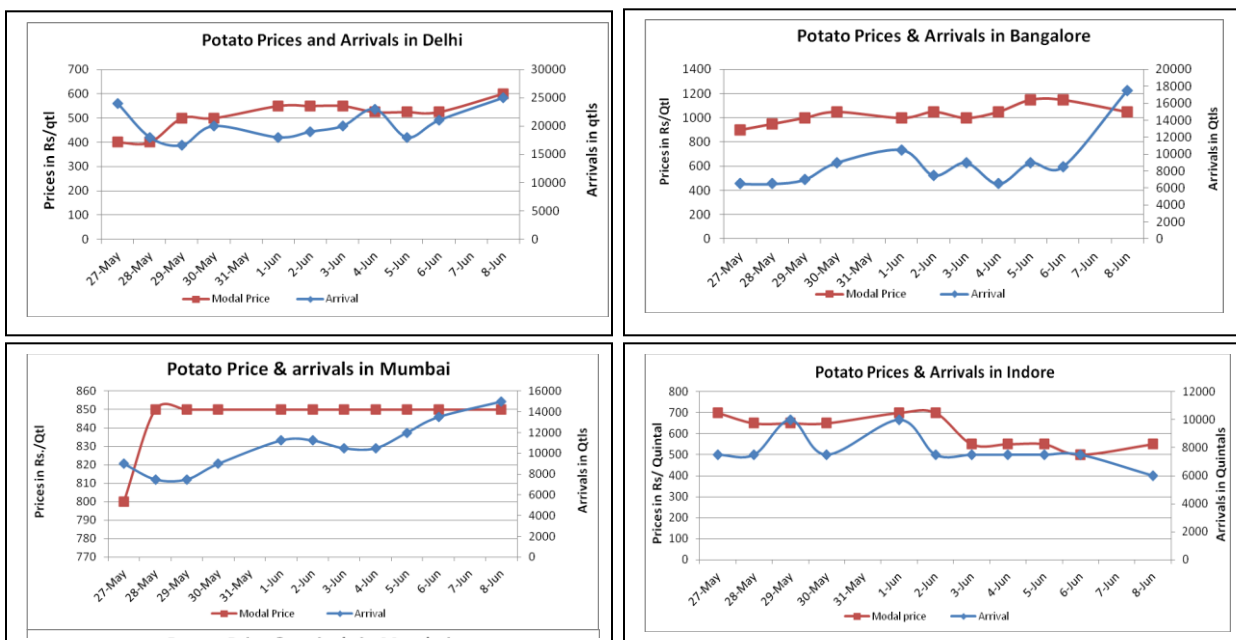 Potato Prices and Arrivals in Delhi
Prices in Rs/qtl
700
600
500
400
300
200
100
0
30000
25000
20000
15000
10000
5000
0
Arrivals in qtls
27-May
28-May
29-May
30-May
31-May
1-Jun
2-Jun
3-Jun
4-Jun
5-Jun
6-Jun
7-Jun
8-Jun
Modal Price
Arrival
Potato Prices & Arrivals in Bangalore
Prices in Rs/Qtl
1400
1200
1000
800
600
400
200
0
20000
18000
16000
14000
12000
10000
8000
6000
4000
2000
0
Arrivals in Qtls
27-May
28-May
29-May
30-May
31-May
1-Jun
2-Jun
3-Jun
4-Jun
5-Jun
6-Jun
7-Jun
8-Jun
Modal Price
Arrival
Potato Price & arrivals in Mumbai
Prices in Rs./Qtl
860
850
840
830
820
810
800
790
780
770
16000
14000
12000
10000
8000
6000
4000
2000
0
Arrivals in Qtls
27-May
28-May
29-May
30-May
31-May
1-Jun
2-Jun
3-Jun
4-Jun
5-Jun
6-Jun
7-Jun
8-Jun
Modal Price
Arrival
Potato Prices & Arrivals in Indore
Prices in Rs/ Quintal
800
700
600
500
400
300
200
100
0
12000
10000
8000
6000
4000
2000
0
Arrivals in Quintals
27-May
28-May
29-May
30-May
31-May
1-Jun
2-Jun
3-Jun
4-Jun
5-Jun
6-Jun
7-Jun
8-Jun
Modal price
Arrival